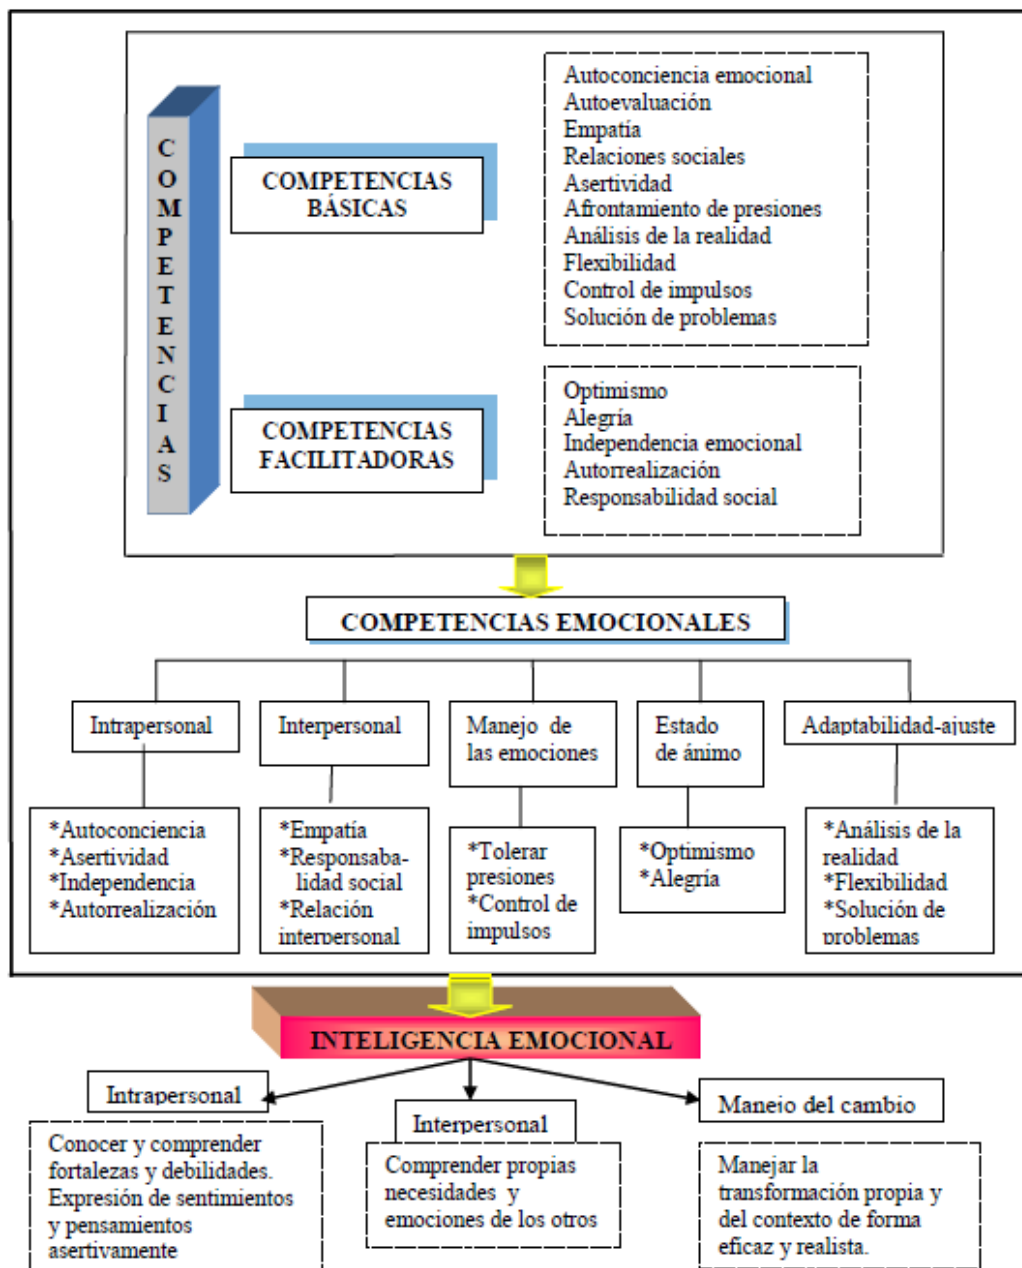 COMPETENCIAS
COMPETENCIAS
BÁSICAS
Autoconciencia emocional
Autoevaluación
Empatía
Relaciones sociales
Asertividad
Afrontamiento de presiones
Análisis de la realidad
Flexibilidad
Control de impulsos
Solución de problemas
COMPETENCIAS
FACILITADORAS
Optimismo
Alegría
Independencia emocional
Autorrealización
Responsabilidad social
COMPETENCIAS EMOCIONALES
Intrapersonal
Interpersonal
Manejo de
las emociones
Estado
de ánimo
Adaptabilidad-ajuste
*Autoconciencia
*Asertividad
*Independencia
*Autorrealización
*Empatía
*Responsaba-
lidad social
*Relación
interpersonal
*Tolerar
presiones
*Control de
impulsos
*Optimismo
*Alegría
*Análisis de la
realidad
*Flexibilidad
*Solución de
problemas
INTELIGENCIA EMOCIONAL
Intrapersonal
Conocer y comprender
fortalezas y debilidades.
Expresión de sentimientos
y pensamientos
asertivamente
Interpersonal
Comprender propias
necesidades y
emociones de los otros
Manejo del cambio
Manejar la
transformación propia y
del contexto de forma
eficaz y realista.